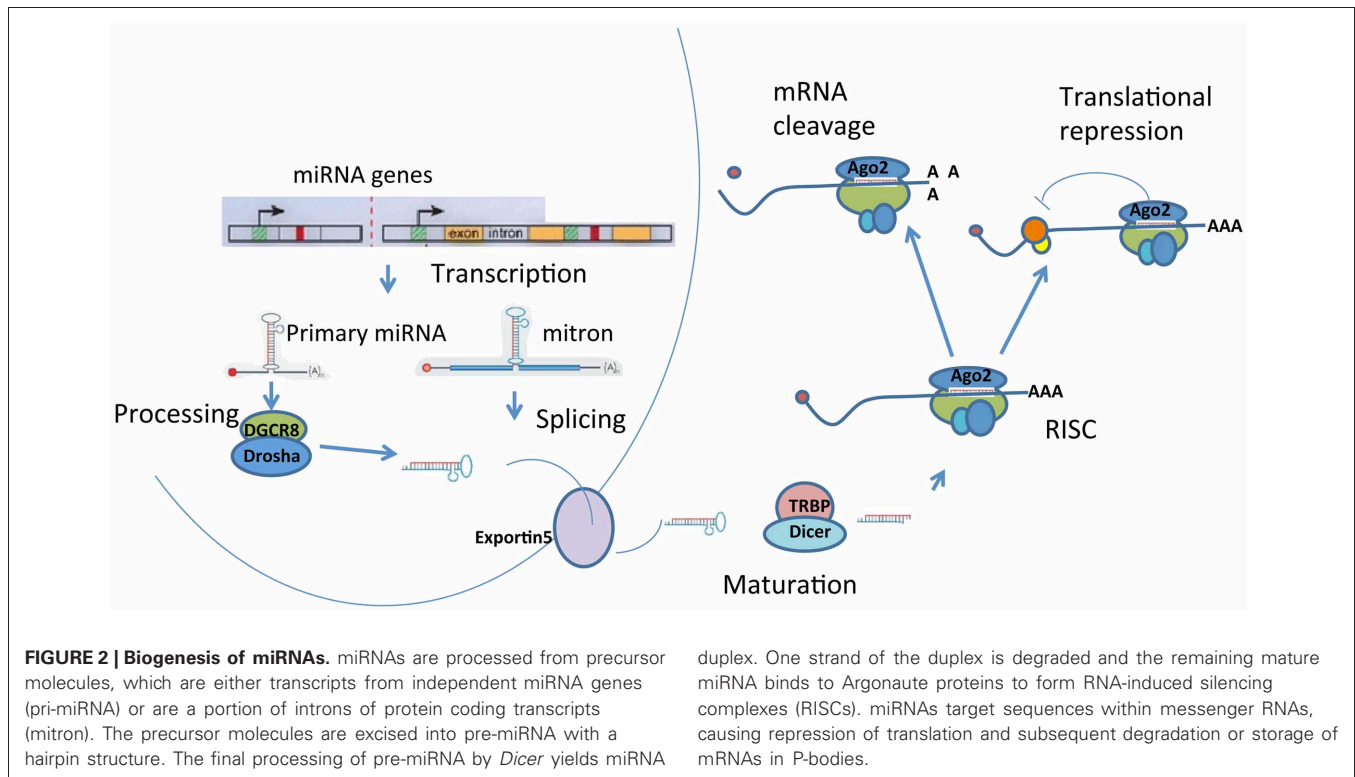 mRNA
cleavage
Translational
repression
Ago2
A A
A
Ago2
AAA
miRNA genes
exon intron
Transcription
Primary miRNA
mitron
{A}n
{A}n
Processing
DGCR8
Drosha
Splicing
Ago2
AAA
RISC
Exportin5
TRBP
Dicer
Maturation
FIGURE 2 | Biogenesis of miRNAs. miRNAs are processed from precursor
molecules, which are either transcripts from independent miRNA genes
(pri-miRNA) or are a portion of introns of protein coding transcripts
(mitron). The precursor molecules are excised into pre-miRNA with a
hairpin structure. The final processing of pre-miRNA by Dicer yields miRNA
duplex. One strand of the duplex is degraded and the remaining mature
miRNA binds to Argonaute proteins to form RNA-induced silencing
complexes (RISCs). miRNAs target sequences within messenger RNAs,
causing repression of translation and subsequent degradation or storage of
mRNAs in P-bodies.